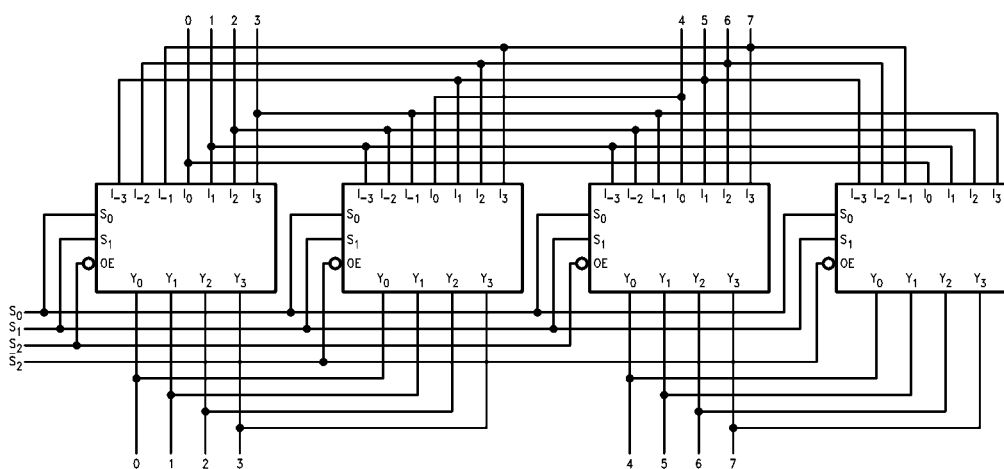 0 1 2 3 4 5 6 7
I₋₃ I₋₂ I₋₁ I₀ I₁ I₂ I₃ I₋₃ I₋₂ I₋₁ I₀ I₁ I₂ I₃ I₋₃ I₋₂ I₋₁ I₀ I₁ I₂ I₃ I₋₃ I₋₂ I₋₁ I₀ I₁ I₂ I₃
S₀ S₀ S₀ S₀
S₁ S₁ S₁ S₁
OE OE OE OE
Y₀ Y₁ Y₂ Y₃ Y₀ Y₁ Y₂ Y₃ Y₀ Y₁ Y₂ Y₃ Y₀ Y₁ Y₂ Y₃
S₀
S₁
S₂
S̅₂
0 1 2 3 4 5 6 7